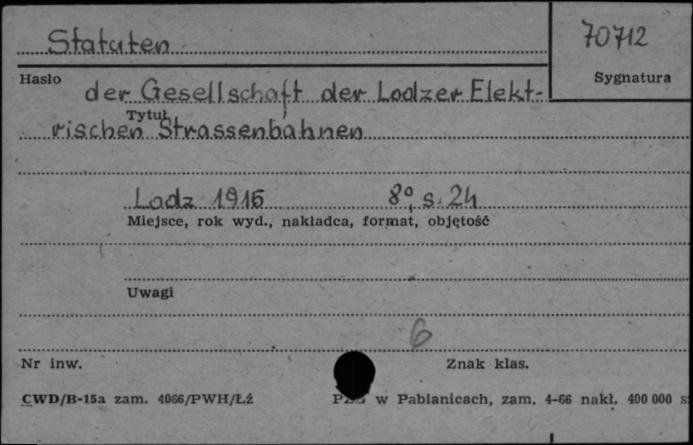 Statuten
70712
Hasło
Sygnatura
der Gesellschaft der Lodzer Elekt-
Tytuł
rischen Strassenbahnen
Lodz 1916 8°, s. 24
Miejsce, rok wyd., nakładca, format, objętość
Uwagi
6
Nr inw.
Znak klas.
CWD/B-15a zam. 4066/PWH/Łź
w Pabianicach, zam. 4-66 nakł. 400 000 s